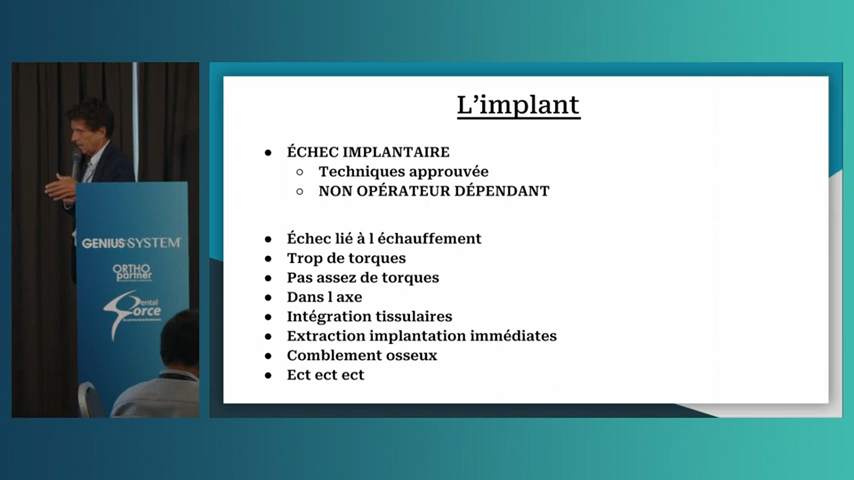 L'implant
● ÉCHEC IMPLANTAIRE
○ Techniques approuvée
○ NON OPÉRATEUR DÉPENDANT
● Échec lié à l échauffement
● Trop de torques
● Pas assez de torques
● Dans l axe
● Intégration tissulaires
● Extraction implantation immédiates
● Comblement osseux
● Ect ect ect
GENIUS SYSTEM
ORTHO
partner
Dental
Force